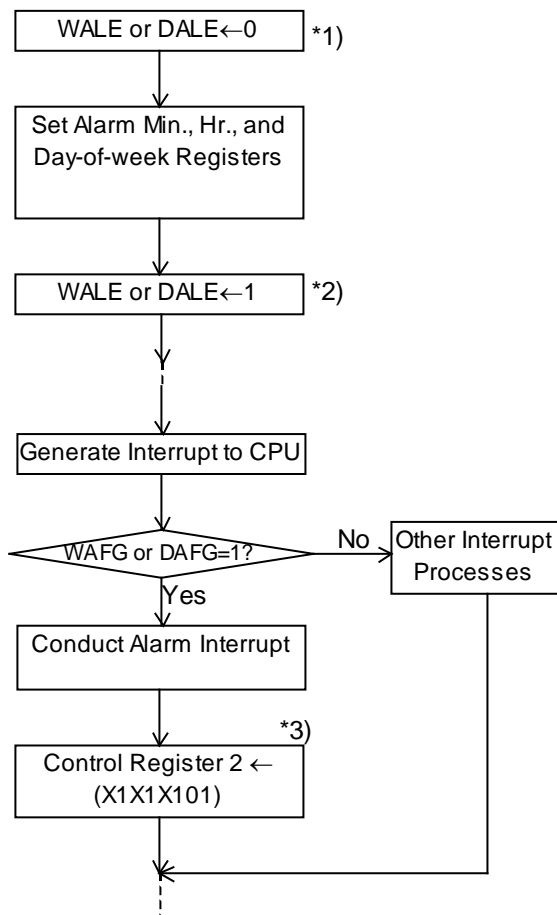 WALE or DALE←0
*1)
Set Alarm Min., Hr., and
Day-of-week Registers
WALE or DALE←1
*2)
Generate Interrupt to CPU
WAFG or DAFG=1?
No
Other Interrupt
Processes
Yes
Conduct Alarm Interrupt
*3)
Control Register 2 ←
(X1X1X101)